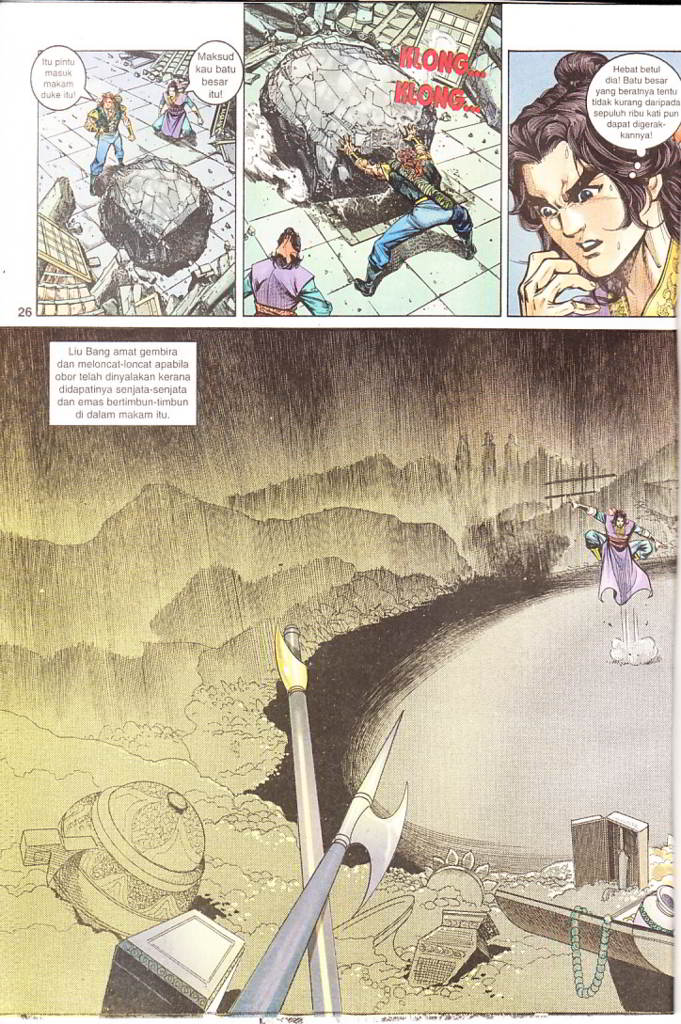 Itu pintu
masuk
makam
duke itu!
Maksud
kau batu
besar
itu!
KLONG...
KLONG...
Hebat betul
dia! Batu besar
yang beratnya tentu
tidak kurang daripada
sepuluh ribu kati pun
dapat digerak-
kannya!
26
Liu Bang amat gembira
dan meloncat-loncat apabila
obor telah dinyalakan kerana
didapatinya senjata-senjata
dan emas bertimbun-timbun
di dalam makam itu.